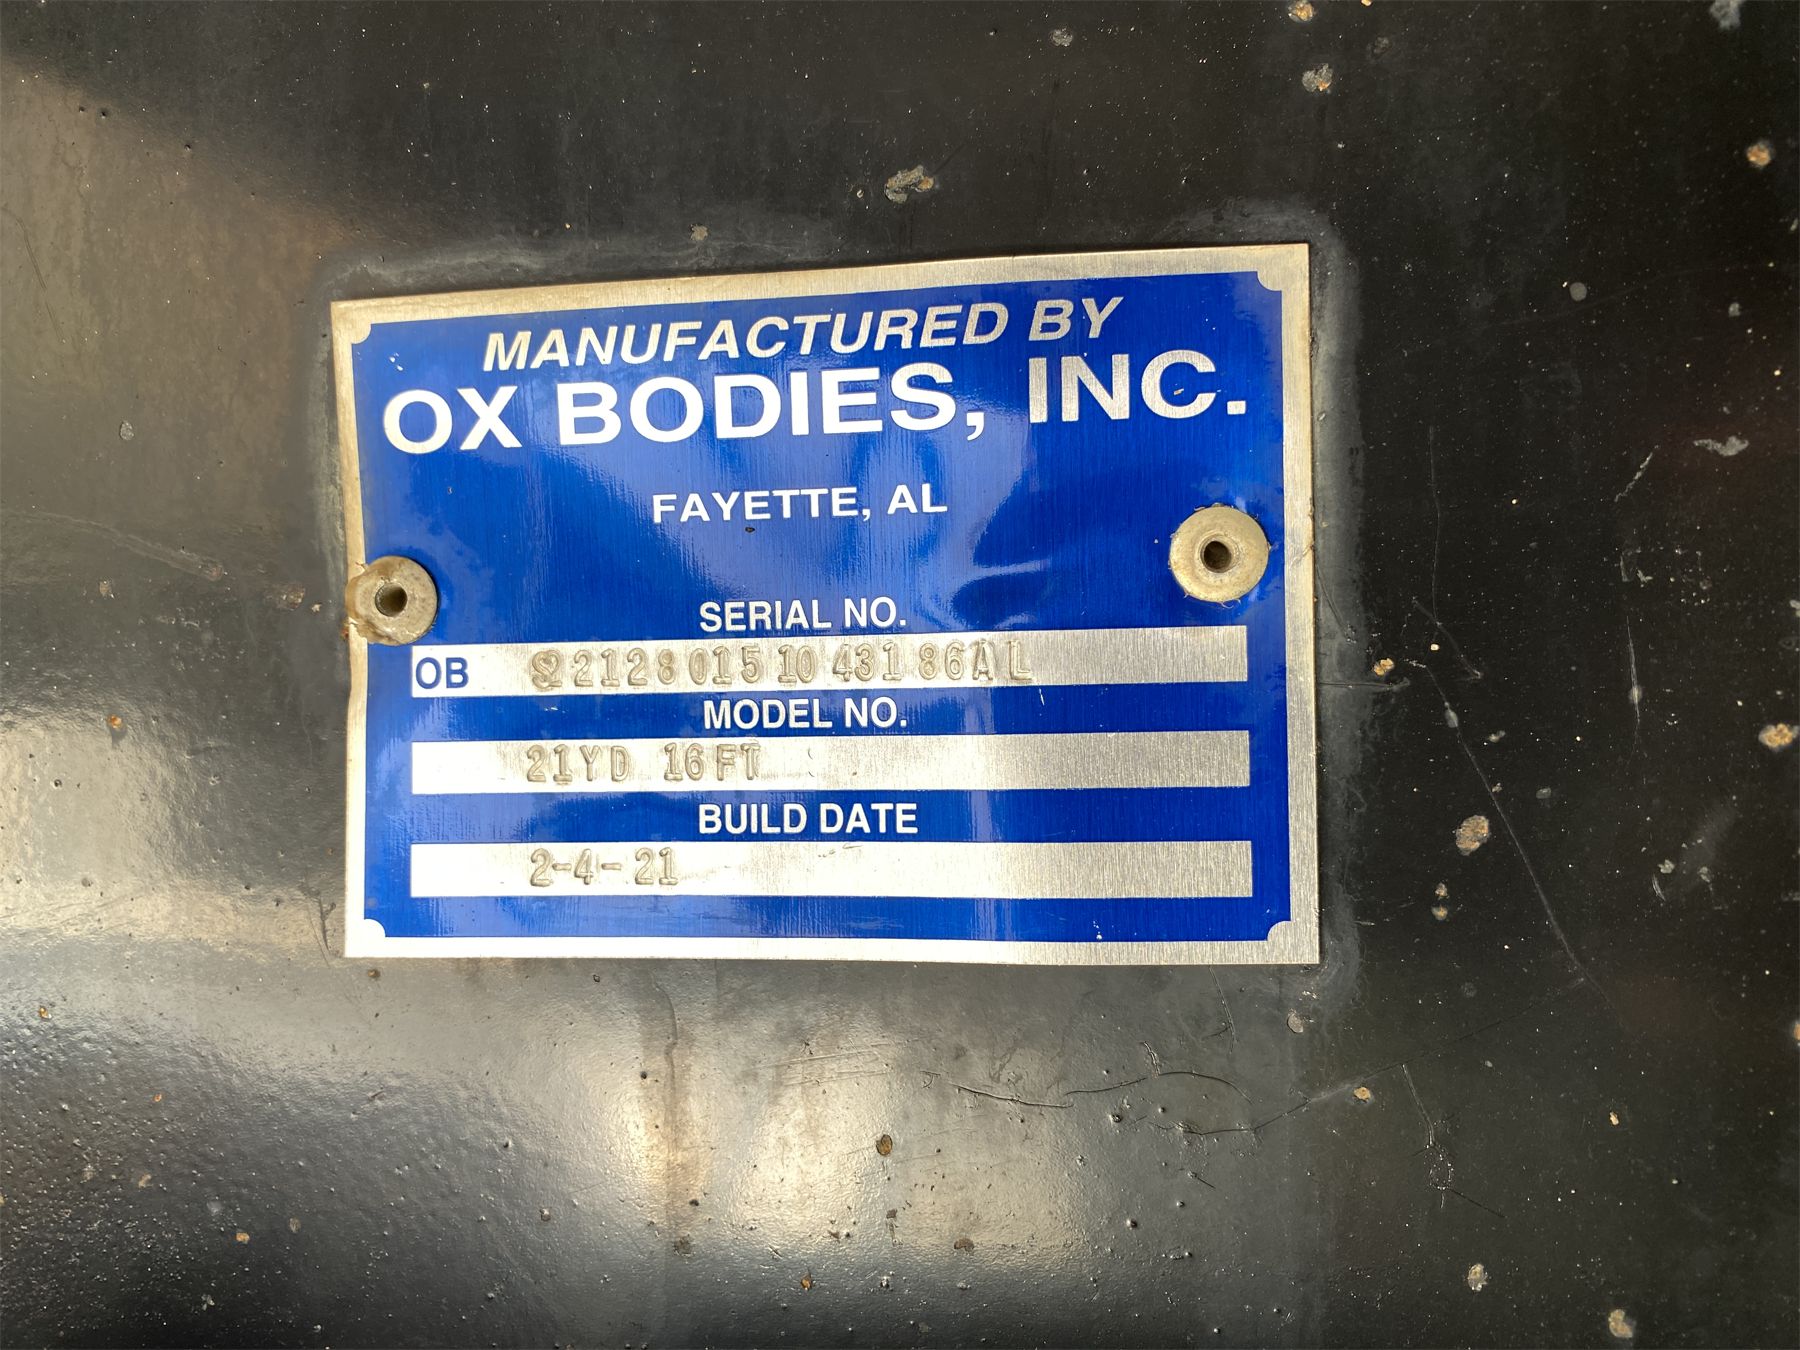 MANUFACTURED BY
OX BODIES, INC.
FAYETTE, AL
SERIAL NO.
OB
MODEL NO.
21YD 16FT
BUILD DATE
2-4-21